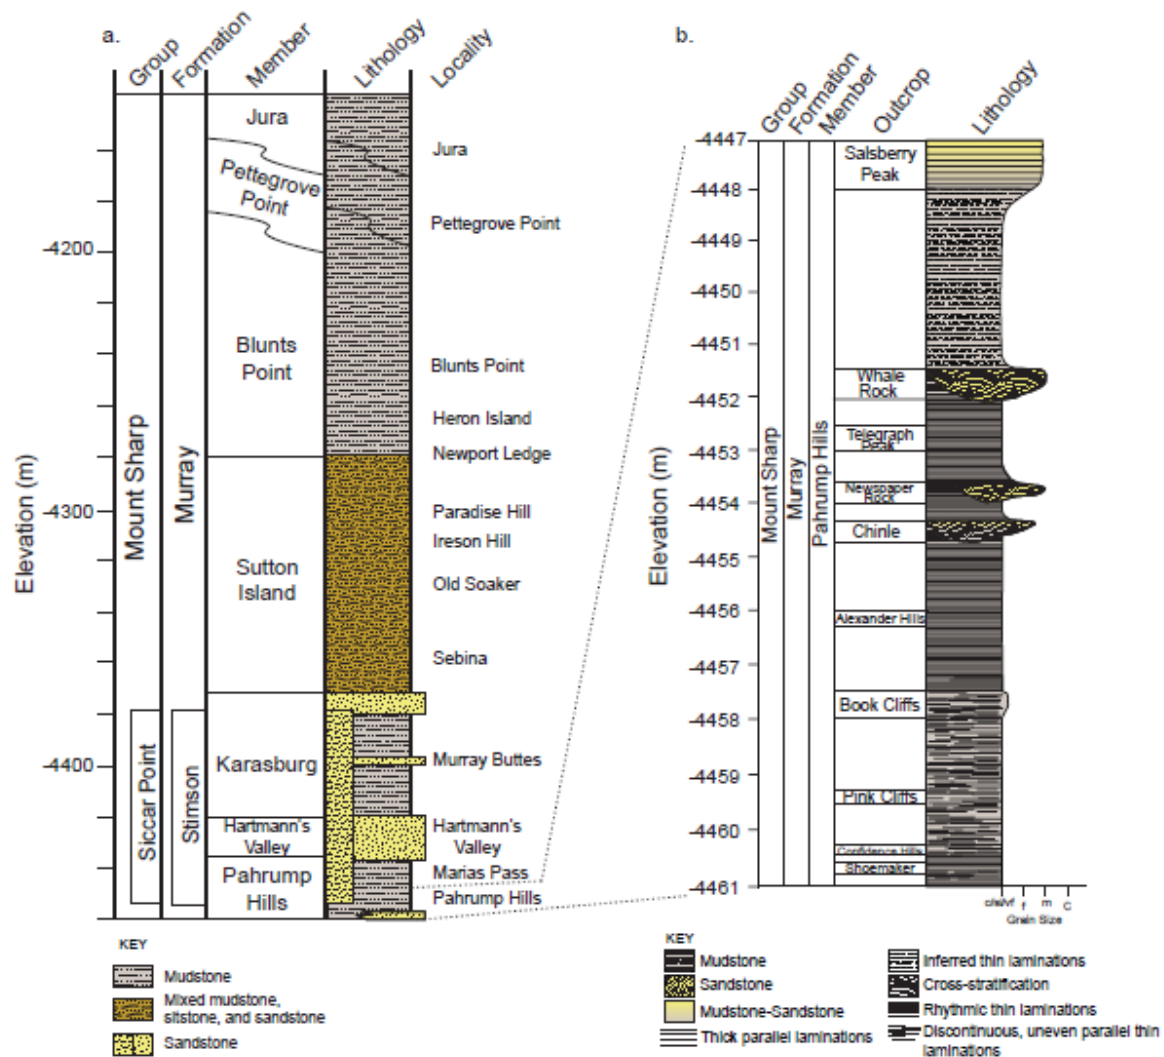 a.
Group
Formation
Member
Lithology
Locality
Elevation (m)
-4200
-4300
-4400
Mount Sharp
Siccar Point
Murray
Stimson
Jura
Pettegrove
Point
Blunts
Point
Sutton
Island
Karasburg
Hartmann's
Valley
Pahrump
Hills
Jura
Pettegrove Point
Blunts Point
Heron Island
Newport Ledge
Paradise Hill
Ireson Hill
Old Soaker
Sebina
Murray Buttes
Hartmann's
Valley
Marias Pass
Pahrump Hills
KEY
Mudstone
Mixed mudstone,
sitstone, and sandstone
Sandstone
b.
Group
Formation
Member
Outcrop
Lithology
Elevation (m)
-4447
-4448
-4449
-4450
-4451
-4452
-4453
-4454
-4455
-4456
-4457
-4458
-4459
-4460
-4461
Mount Sharp
Murray
Pahrump Hills
Salsberry
Peak
Whale
Rock
Telegraph
Peak
Newspaper
Rock
Chinle
Alexander Hills
Book Cliffs
Pink Cliffs
Confidence Hills
Shoemaker
f m C
Grain Size
KEY
Mudstone
Sandstone
Mudstone-Sandstone
Thick parallel laminations
Inferred thin laminations
Cross-stratification
Rhythmic thin laminations
Discontinuous, uneven parallel thin
laminations